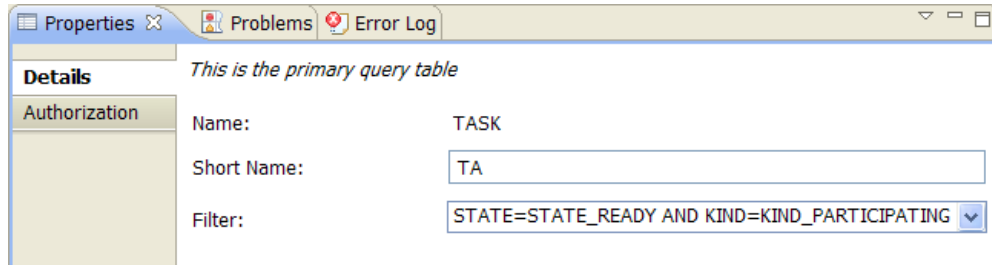 Properties Problems Error Log
Details
Authorization
This is the primary query table
Name: TASK
Short Name: TA
Filter: STATE=STATE_READY AND KIND=KIND_PARTICIPATING